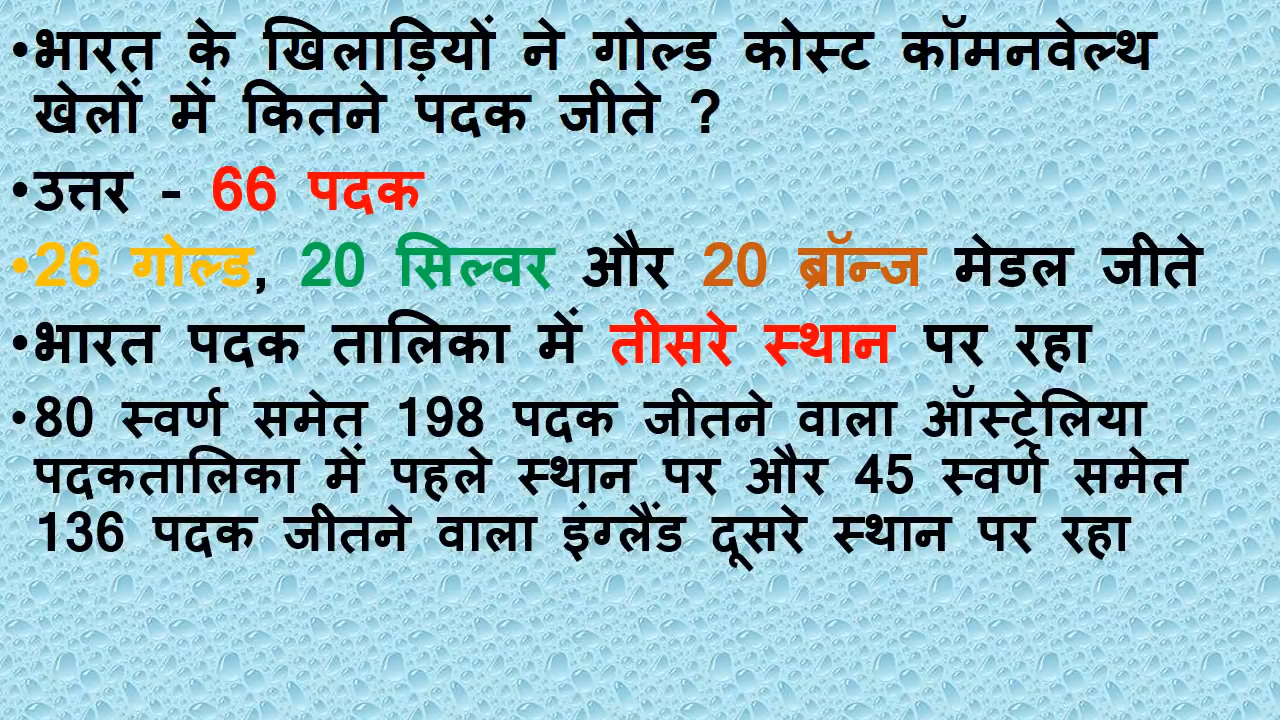 •भारत के खिलाड़ियों ने गोल्ड कोस्ट कॉमनवेल्थ
खेलों में कितने पदक जीते ?
•उत्तर - 66 पदक
•26 गोल्ड, 20 सिल्वर और 20 ब्रॉन्ज मेडल जीते
•भारत पदक तालिका में तीसरे स्थान पर रहा
•80 स्वर्ण समेत 198 पदक जीतने वाला ऑस्ट्रेलिया
पदकतालिका में पहले स्थान पर और 45 स्वर्ण समेत
136 पदक जीतने वाला इंग्लैंड दूसरे स्थान पर रहा